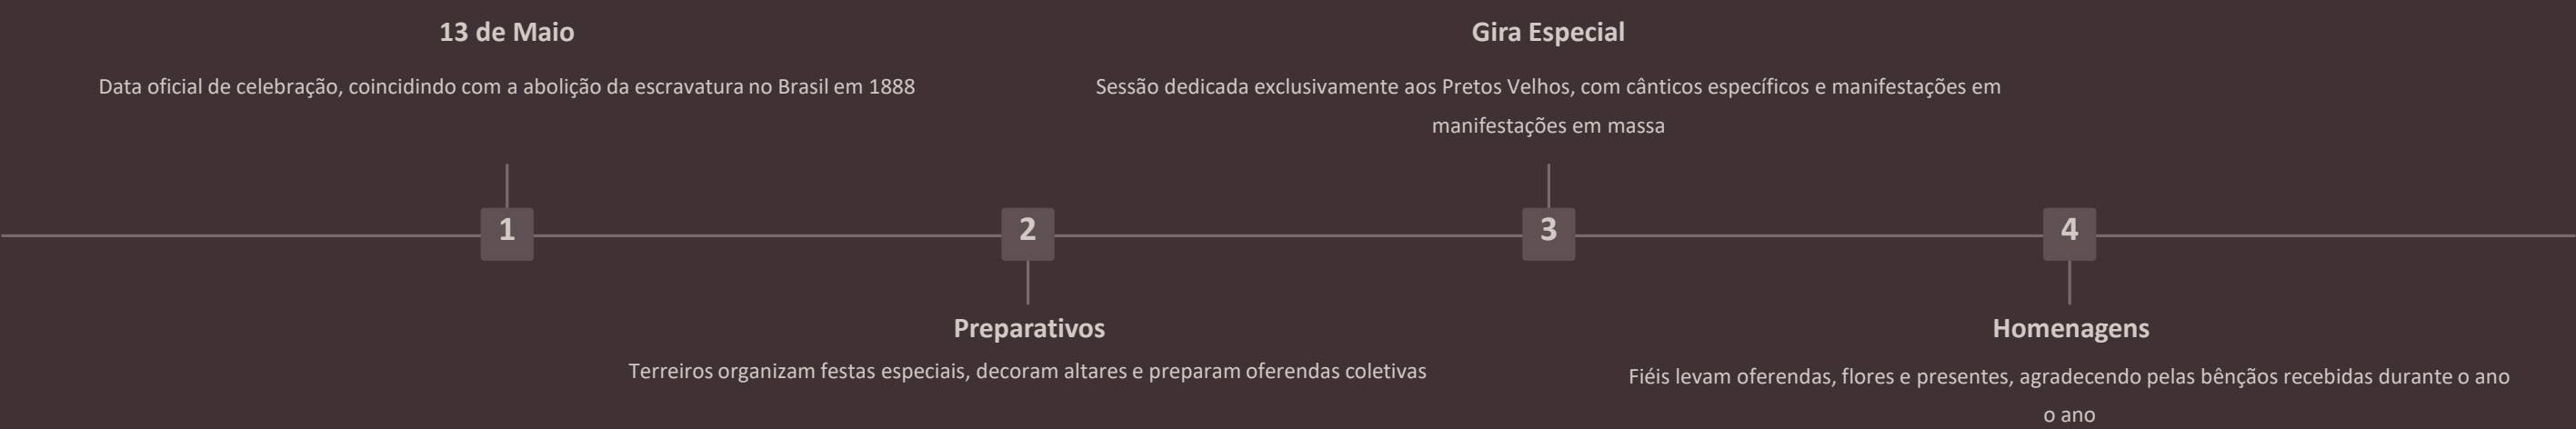 13 de Maio
Data oficial de celebração, coincidindo com a abolição da escravatura no Brasil em 1888
1
2
Preparativos
Terreiros organizam festas especiais, decoram altares e preparam oferendas coletivas
Gira Especial
Sessão dedicada exclusivamente aos Pretos Velhos, com cânticos específicos e manifestações em
manifestações em massa
3
4
Homenagens
Fiéis levam oferendas, flores e presentes, agradecendo pelas bênçãos recebidas durante o ano
o ano